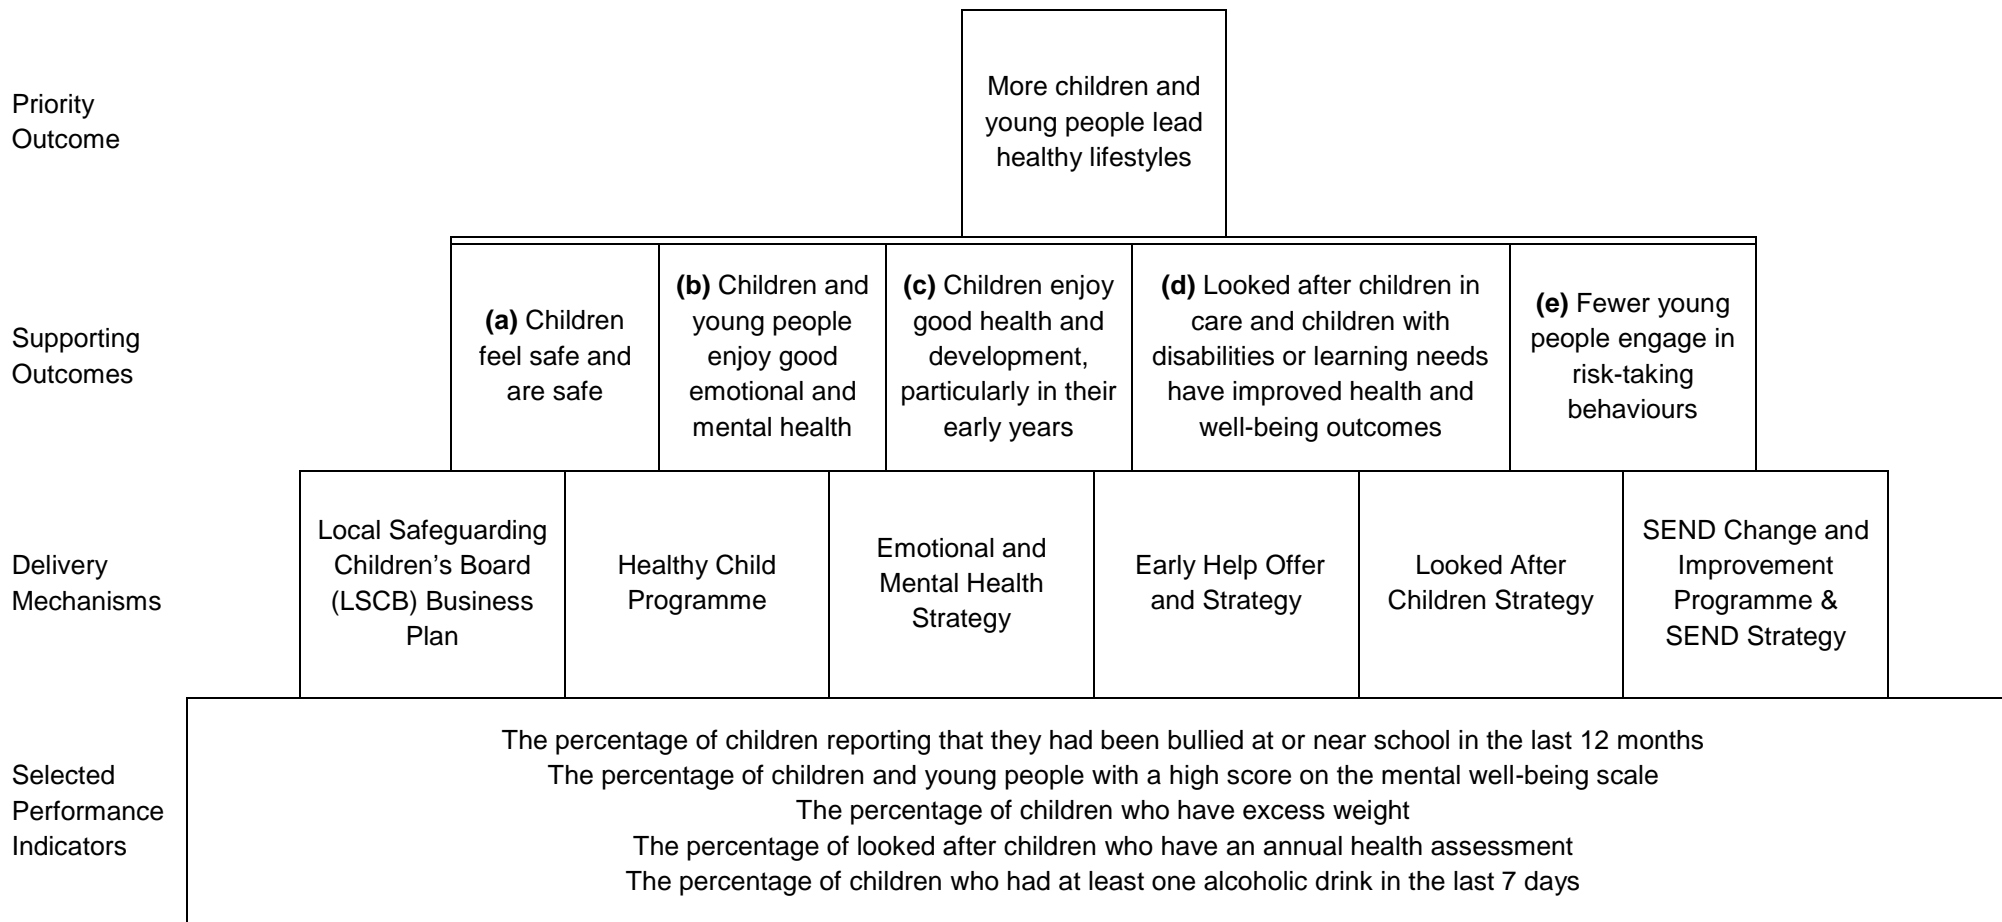 Priority
Outcome
More children and
young people lead
healthy lifestyles
Supporting
Outcomes
(a) Children
feel safe and
are safe
(b) Children and
young people
enjoy good
emotional and
mental health
(c) Children enjoy
good health and
development,
particularly in their
early years
(d) Looked after children in
care and children with
disabilities or learning needs
have improved health and
well-being outcomes
(e) Fewer young
people engage in
risk-taking
behaviours
Delivery
Mechanisms
Local Safeguarding
Children’s Board
(LSCB) Business
Plan
Healthy Child
Programme
Emotional and
Mental Health
Strategy
Early Help Offer
and Strategy
Looked After
Children Strategy
SEND Change and
Improvement
Programme &
SEND Strategy
Selected
Performance
Indicators
The percentage of children reporting that they had been bullied at or near school in the last 12 months
The percentage of children and young people with a high score on the mental well-being scale
The percentage of children who have excess weight
The percentage of looked after children who have an annual health assessment
The percentage of children who had at least one alcoholic drink in the last 7 days